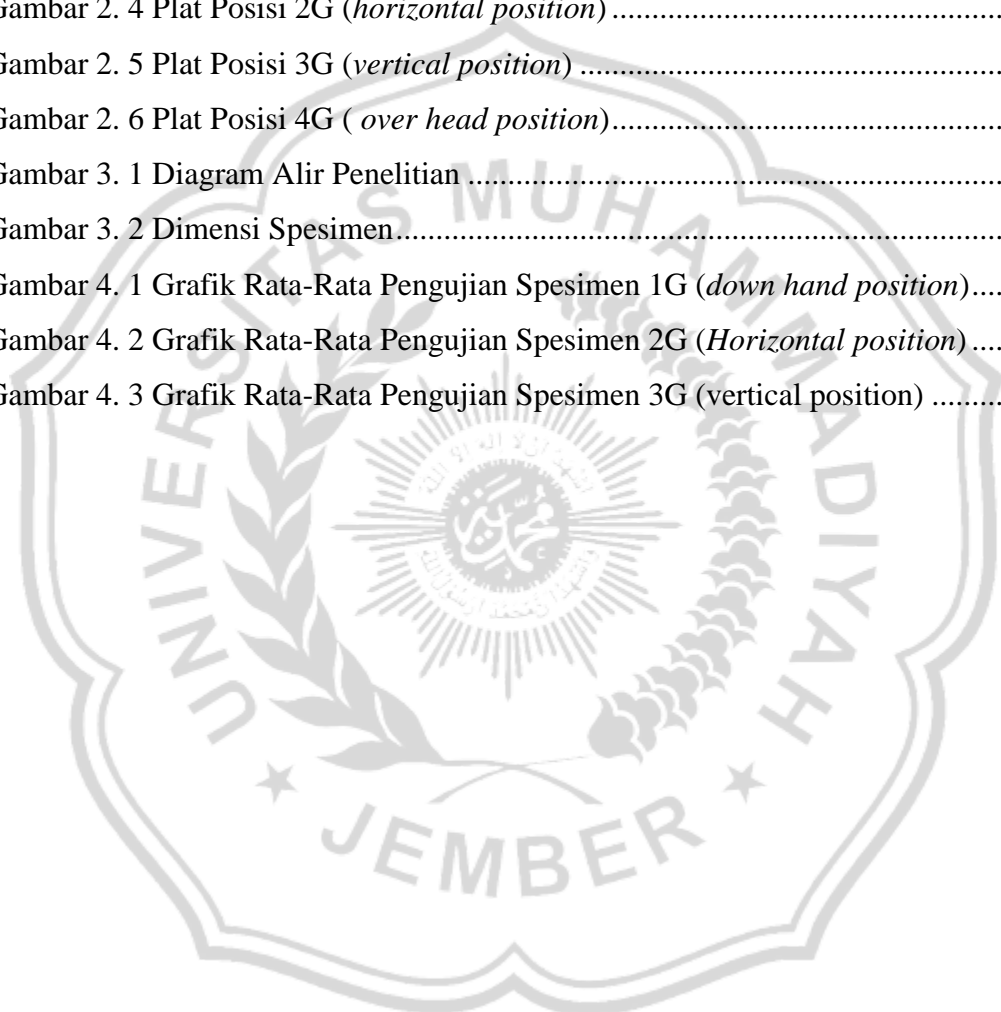 Gambar 2. 4 Plat Posisi 2G (horizontal position)........................................................
Gambar 2. 5 Plat Posisi 3G (vertical position) ............................................................
Gambar 2. 6 Plat Posisi 4G ( over head position)........................................................
Gambar 3. 1 Diagram Alir Penelitian ..........................................................................
Gambar 3. 2 Dimensi Spesimen...................................................................................
Gambar 4. 1 Grafik Rata-Rata Pengujian Spesimen 1G (down hand position).....
Gambar 4. 2 Grafik Rata-Rata Pengujian Spesimen 2G (Horizontal position) ....
Gambar 4. 3 Grafik Rata-Rata Pengujian Spesimen 3G (vertical position) .........
UNIVERSITAS MUHAMMADIYAH
JEMBER